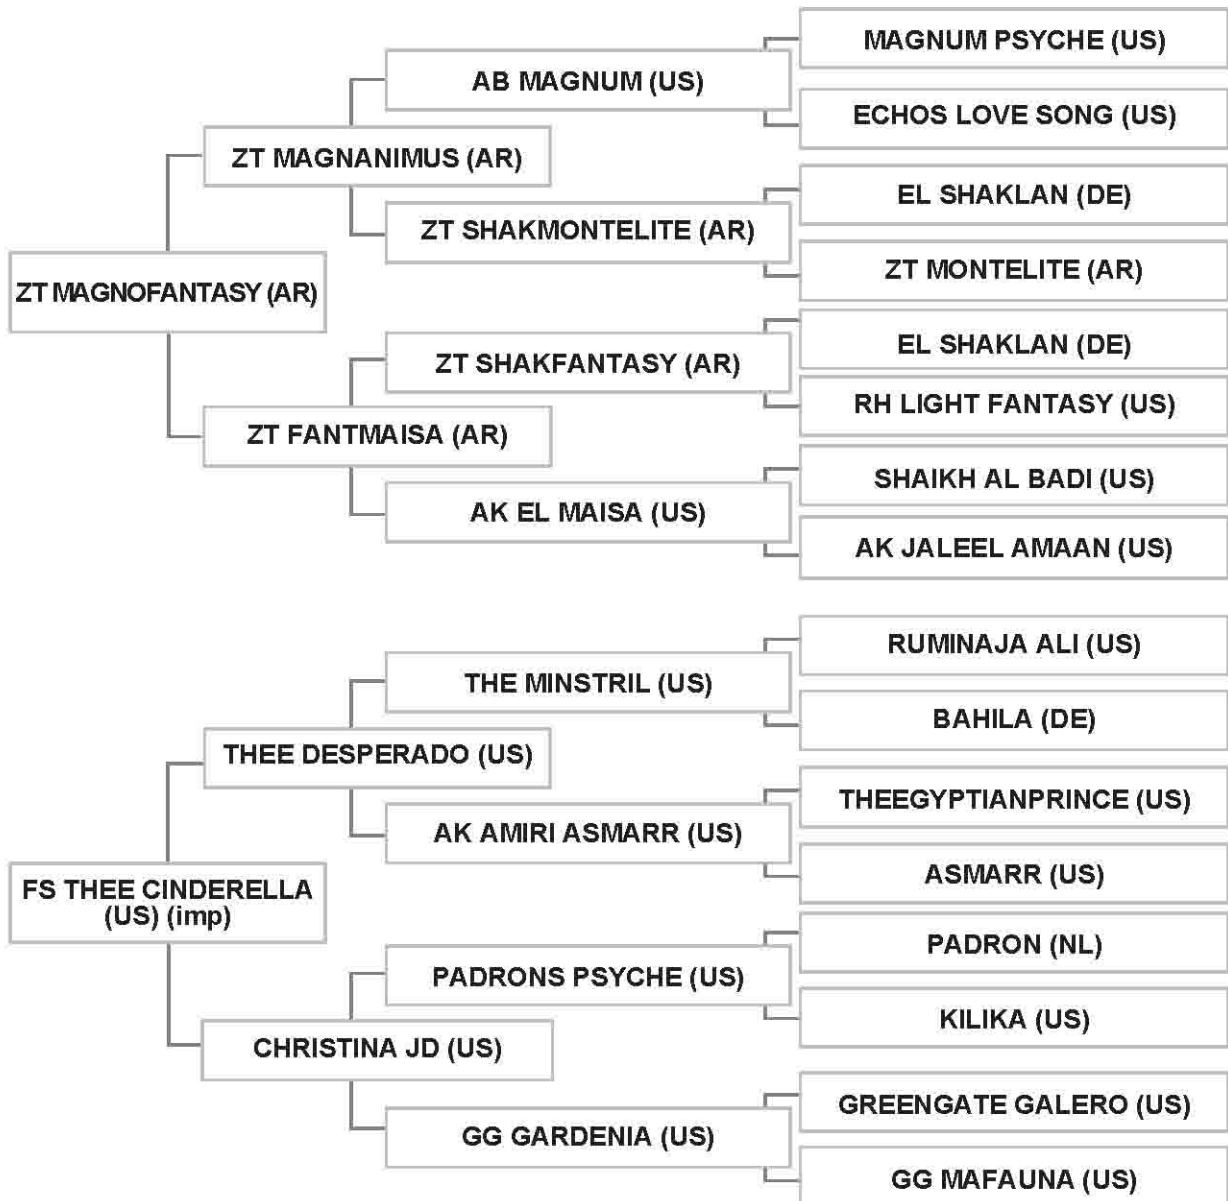 MAGNUM PSYCHE (US)
AB MAGNUM (US)
ECHOS LOVE SONG (US)
ZT MAGNANIMUS (AR)
EL SHAKLAN (DE)
ZT SHAKMONTELITE (AR)
ZT MONTELITE (AR)
ZT MAGNOFANTASY (AR)
EL SHAKLAN (DE)
ZT SHAKFANTASY (AR)
RH LIGHT FANTASY (US)
ZT FANTMAISA (AR)
SHAIKH AL BADI (US)
AK EL MAISA (US)
AK JALEEL AMAAN (US)
RUMINAJA ALI (US)
THE MINSTRIL (US)
BAHILA (DE)
THEE DESPERADO (US)
THEEGYPTIANPRINCE (US)
AK AMIRI ASMARR (US)
ASMARR (US)
FS THEE CINDERELLA
(US) (imp)
PADRON (NL)
PADRONS PSYCHE (US)
KILIKA (US)
CHRISTINA JD (US)
GREENGATE GALERO (US)
GG GARDENIA (US)
GG MAFAUNA (US)